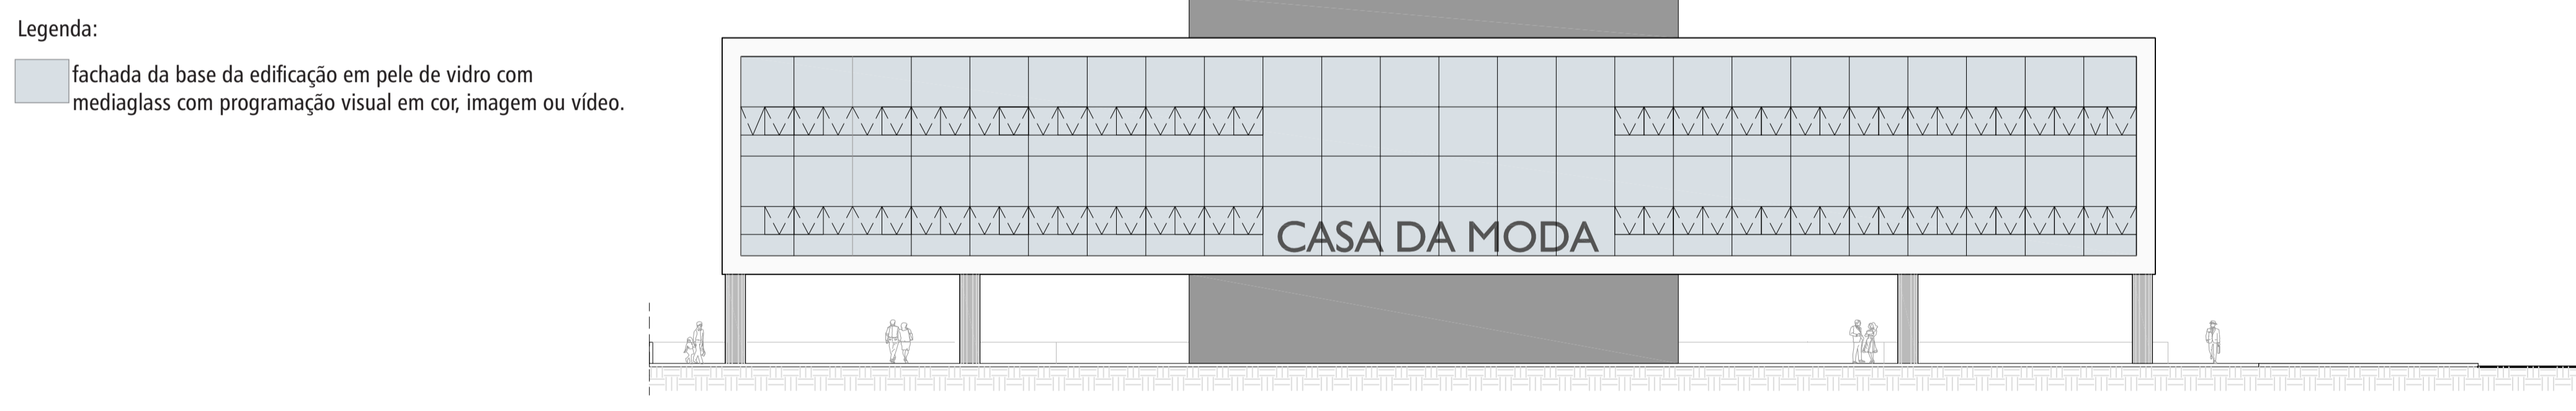 Legenda:
fachada da base da edificação em pele de vidro com
mediaglass com programação visual em cor, imagem ou vídeo.
CASA DA MODA